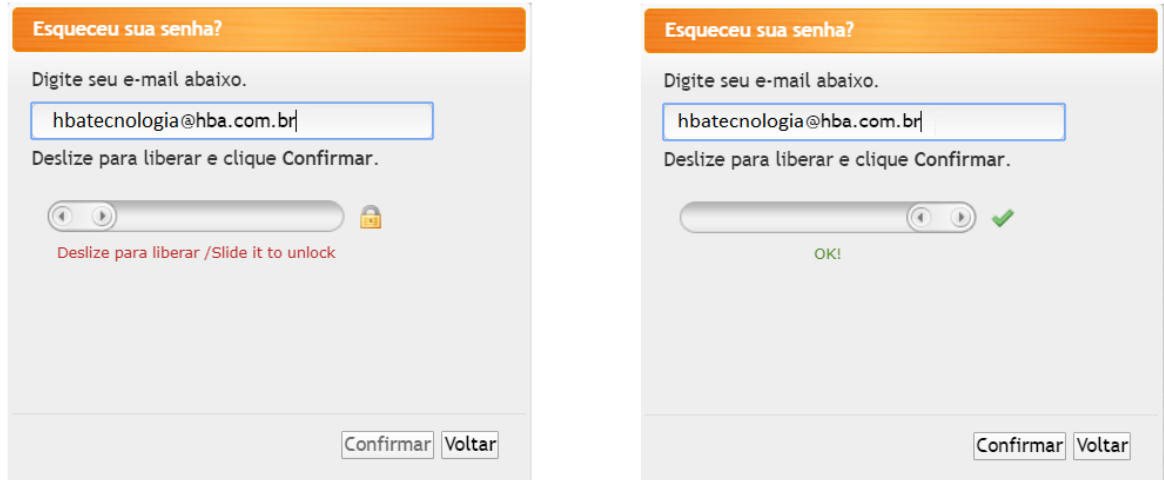 Esqueceu sua senha?
Digite seu e-mail abaixo.
hbatecnologia@hba.com.br
Deslize para liberar e clique Confirmar.
Deslize para liberar /Slide it to unlock
Confirmar Voltar
Esqueceu sua senha?
Digite seu e-mail abaixo.
hbatecnologia@hba.com.br
Deslize para liberar e clique Confirmar.
OK!
Confirmar Voltar